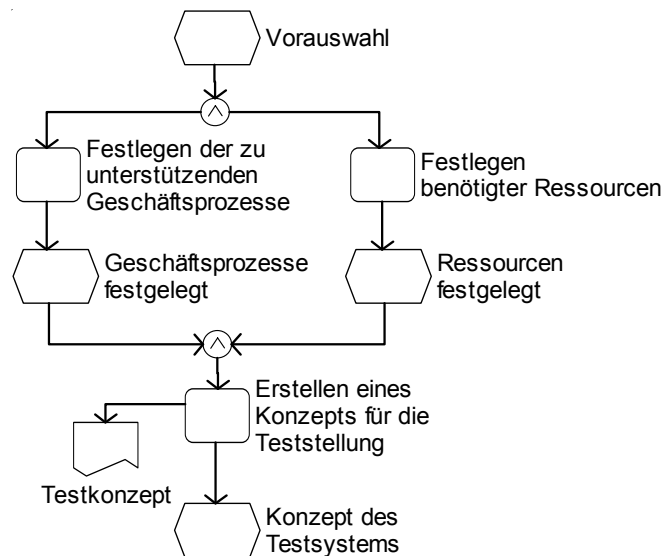 Vorauswahl
Festlegen der zu
unterstützenden
Geschäftsprozesse
Festlegen
benötigter Ressourcen
Geschäftsprozesse
festgelegt
Ressourcen
festgelegt
Erstellen eines
Konzepts für die
Teststellung
Testkonzept
Konzept des
Testsystems